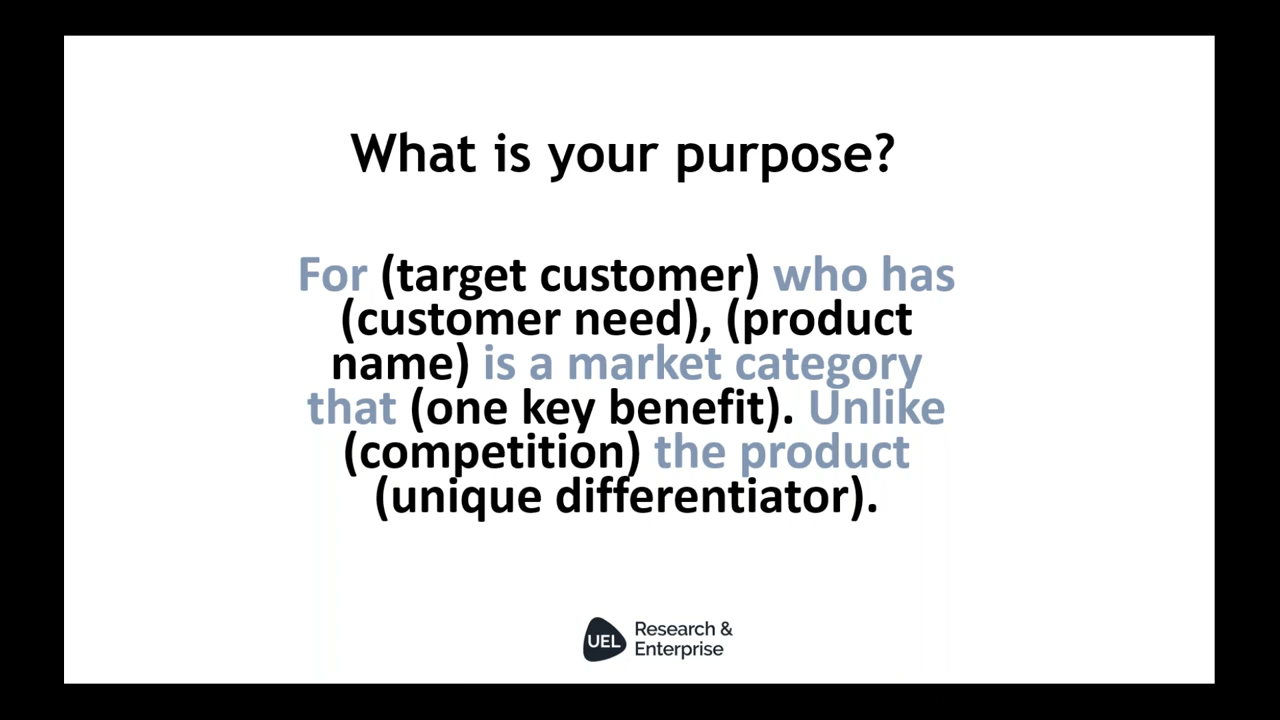 What is your purpose?
For (target customer) who has
(customer need), (product
name) is a market category
that (one key benefit). Unlike
(competition) the product
(unique differentiator).
UEL
Research &
Enterprise